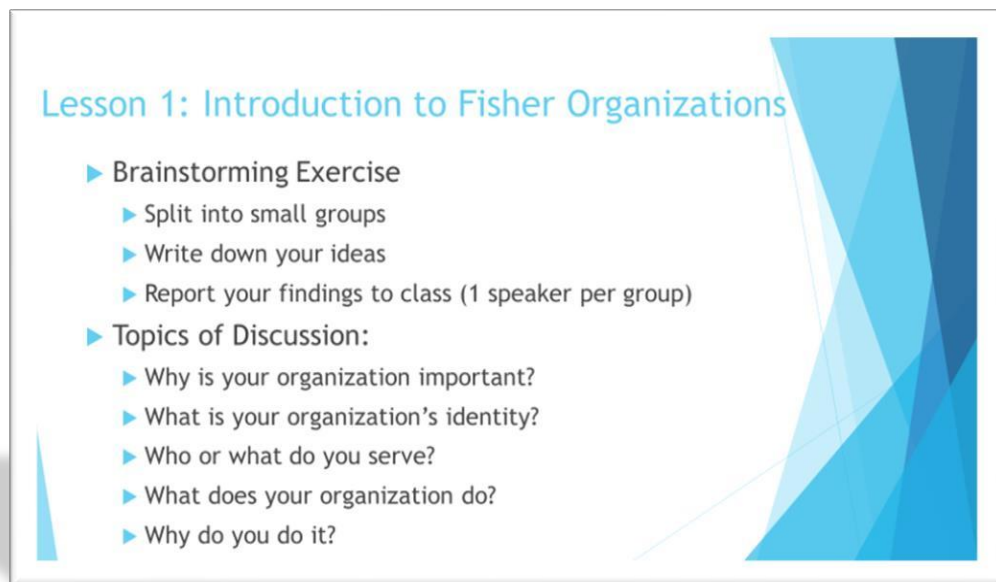 Lesson 1: Introduction to Fisher Organizations
Brainstorming Exercise
Split into small groups
Write down your ideas
Report your findings to class (1 speaker per group)
Topics of Discussion:
Why is your organization important?
What is your organization's identity?
Who or what do you serve?
What does your organization do?
Why do you do it?